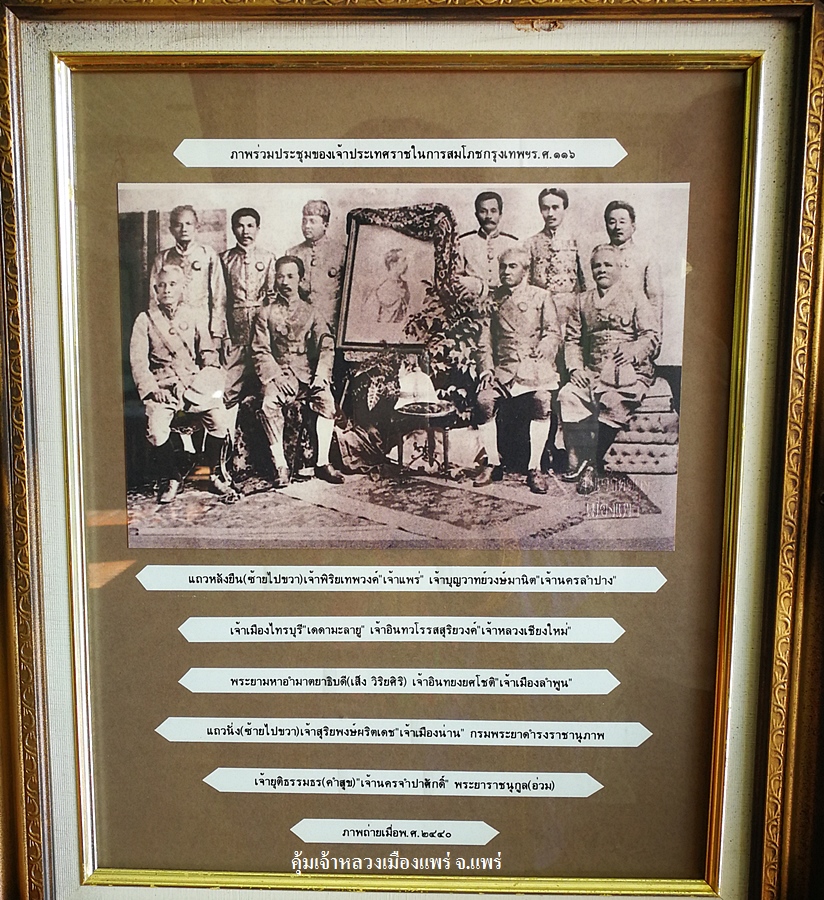 ภาพร่วมประชุมของเจ้าประเทศราชในการสมโภชกรุงเทพฯร.ศ.๑๑๖
แถวหลังยืน(ซ้ายไปขวา)เจ้าพิริยเทพวงค์"เจ้าแพร่" เจ้าบุญวาทย์วงษ์มานิต"เจ้านครลำปาง"
เจ้าเมืองไทรบุรี"เดดามะลายู" เจ้าอินทวโรรสสุริยวงค์"เจ้าหลวงเชียงใหม่"
พระยามหาอำมาตยาธิบดี(เส็ง วิริยศิริ) เจ้าอินทยงยศโชติ"เจ้าเมืองลำพูน"
แถวนั่ง(ซ้ายไปขวา)เจ้าสุริยพงษ์ผริตเดช"เจ้าเมืองน่าน" กรมพระยาดำรงราชานุภาพ
เจ้ายุติธรรมธร(คำสุข)"เจ้านครจำปาศักดิ์" พระยาราชนุกูล(อ่วม)
ภาพถ่ายเมื่อพ.ศ.๒๔๔๐
คุ้มเจ้าหลวงเมืองแพร่ จ.แพร่